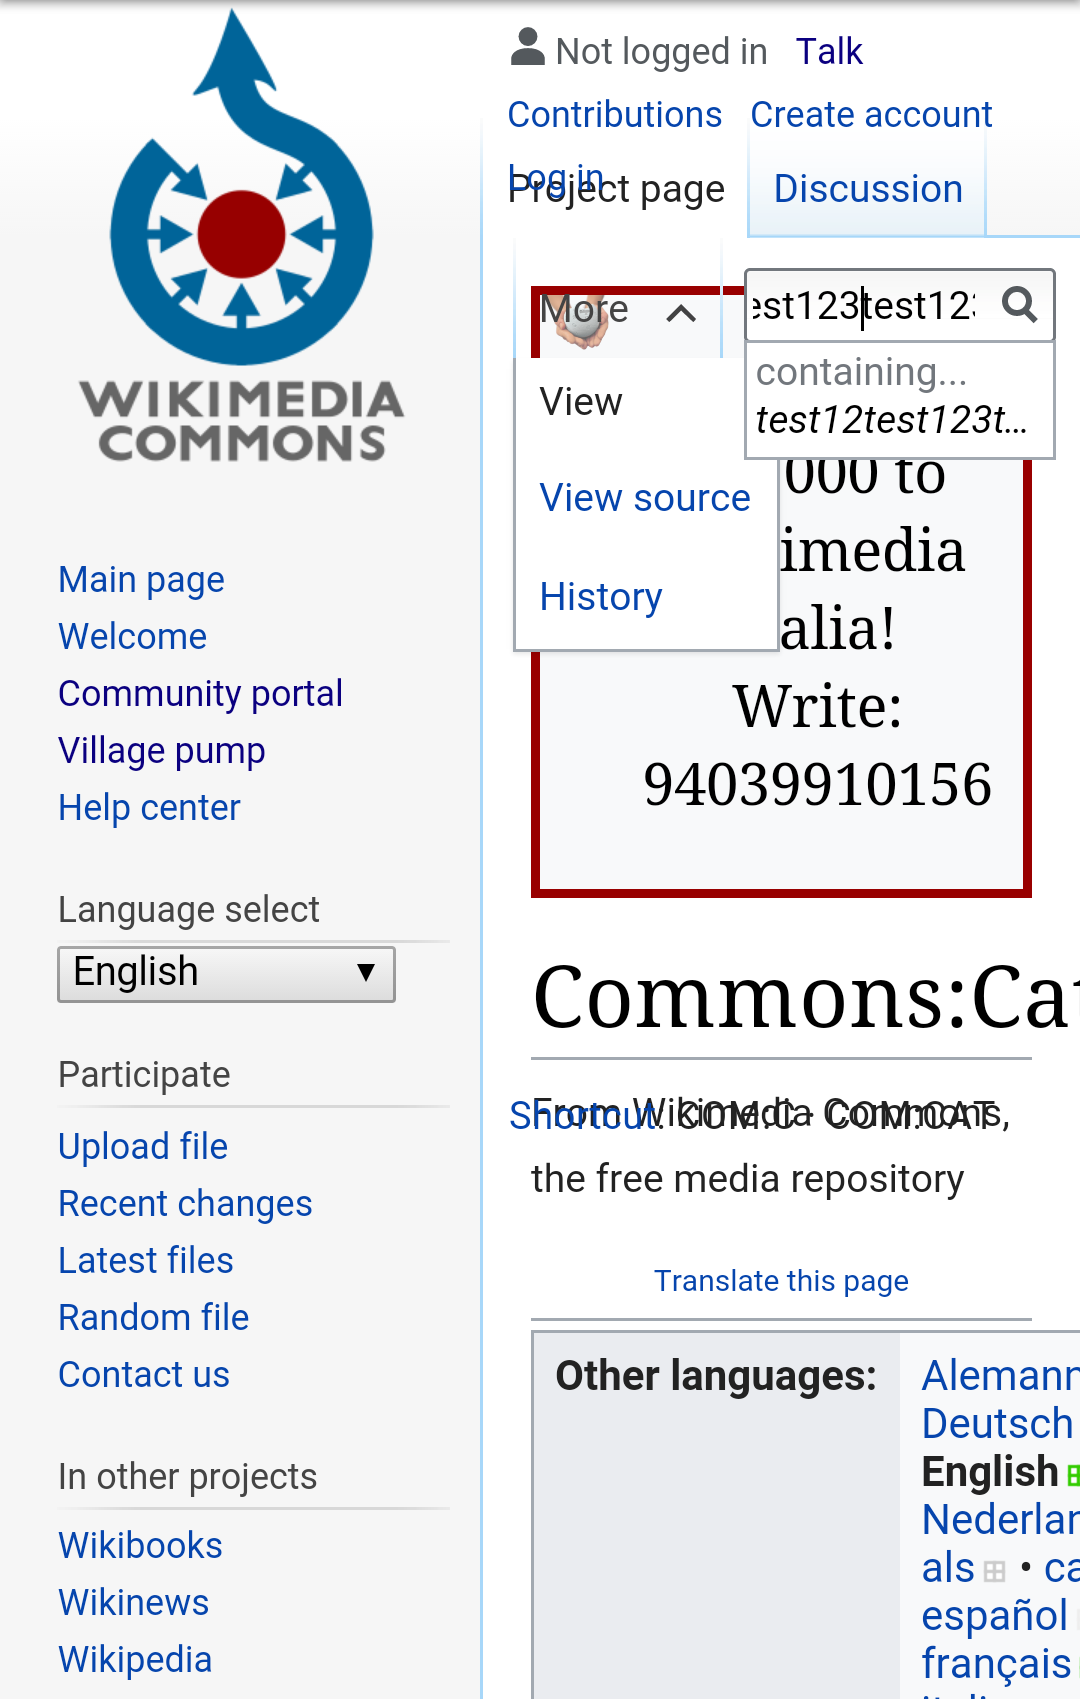 WIKIMEDIA
COMMONS
Main page
Welcome
Community portal
Village pump
Help center
Language select
English
Participate
Upload file
Recent changes
Latest files
Random file
Contact us
In other projects
Wikibooks
Wikinews
Wikipedia
Not logged in Talk
Contributions Create account
Log in
Project page Discussion
More
est123test123
containing...
test12test123t...
View
View source
History
000 to
imedia
alia!
Write:
94039910156
Commons:Cat
From Wikimedia Commons,
Shortcut: COM:C · COM:CAT
the free media repository
Translate this page
Other languages:
Alemann
Deutsch
English
Nederlan
als • ca
español
français